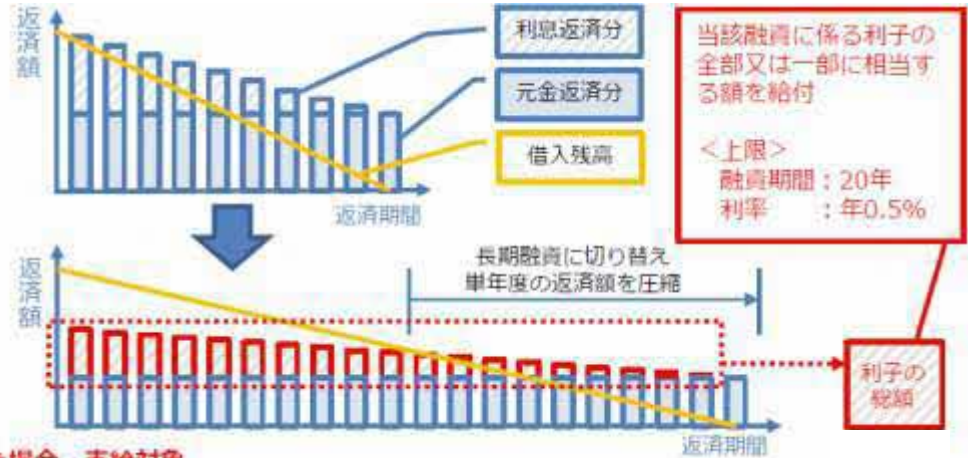 返済額
利息返済分
元金返済分
借入残高
返済期間
当該融資に係る利子の
全部又は一部に相当す
る額を給付
＜上限＞
融資期間：20年
利率　　：年0.5%
返済額
長期融資に切り替え
単年度の返済額を圧縮
利子の
総額
返済期間